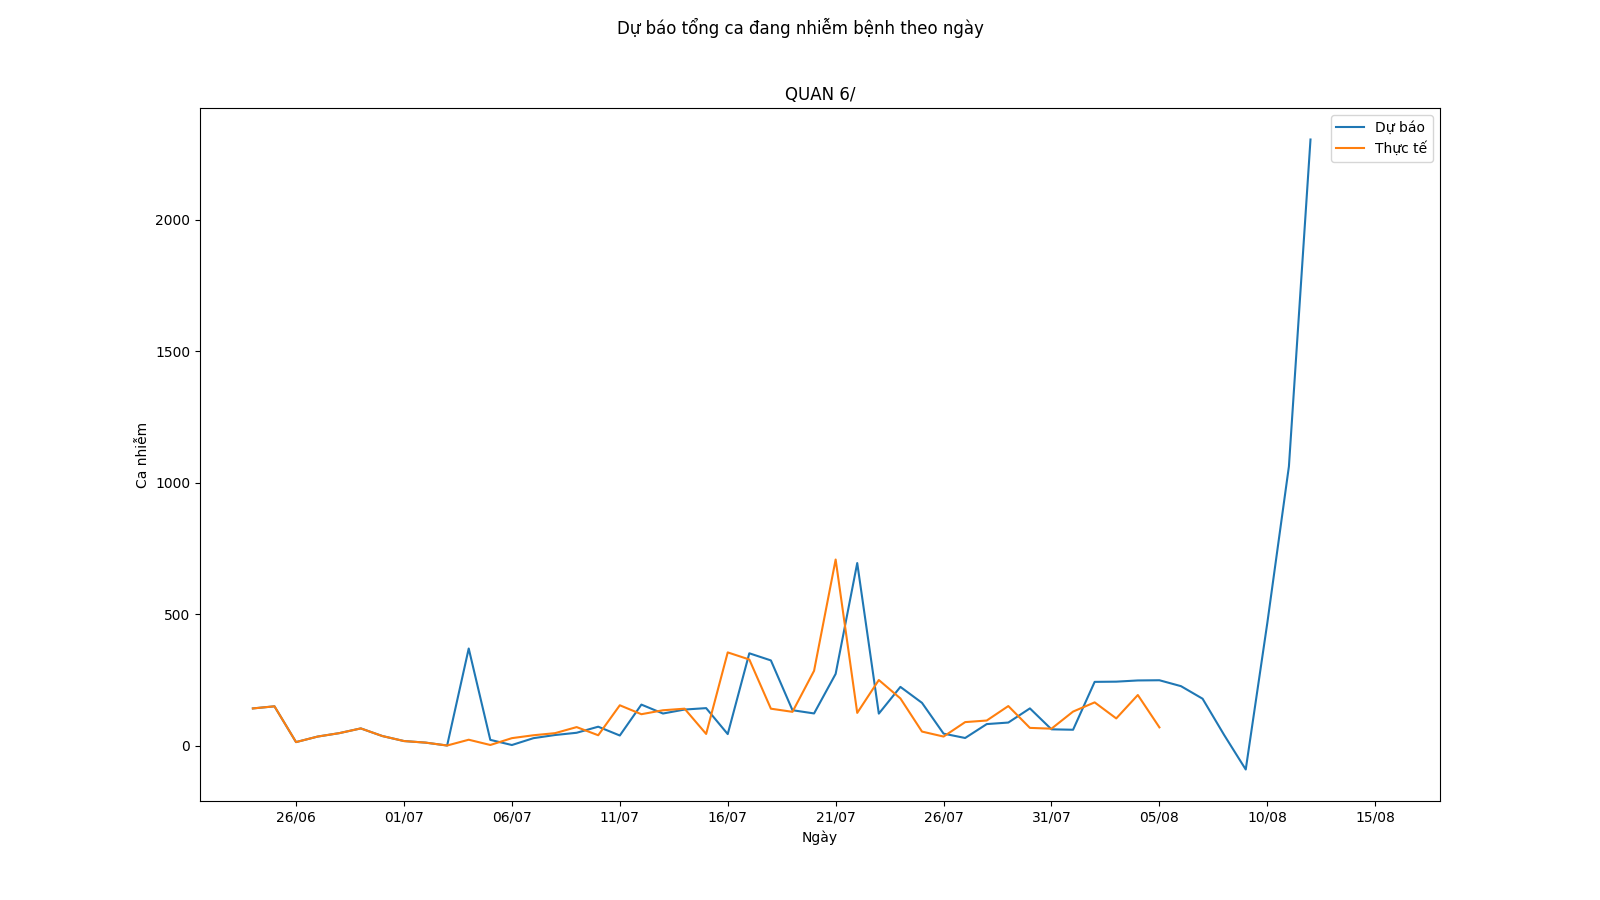 Dự báo tổng ca đang nhiễm bệnh theo ngày
QUAN 6/
Dự báo
Thực tế
Ca nhiễm
2000
1500
1000
500
0
26/06
01/07
06/07
11/07
16/07
21/07
26/07
31/07
05/08
10/08
15/08
Ngày